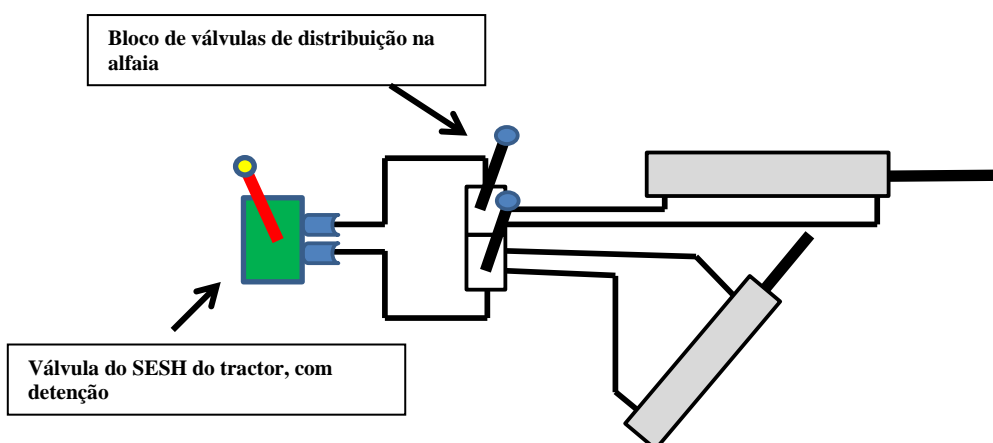 Bloco de válvulas de distribuição na
alfaia
Válvula do SESH do tractor, com
detenção